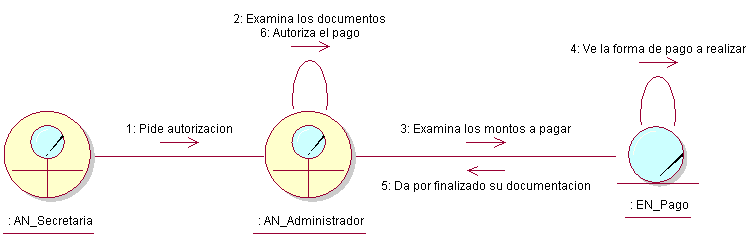 2: Examina los documentos
6: Autoriza el pago
4: Ve la forma de pago a realizar
1: Pide autorizacion
3: Examina los montos a pagar
5: Da por finalizado su documentacion
: AN_Secretaria
: AN_Administrador
: EN_Pago